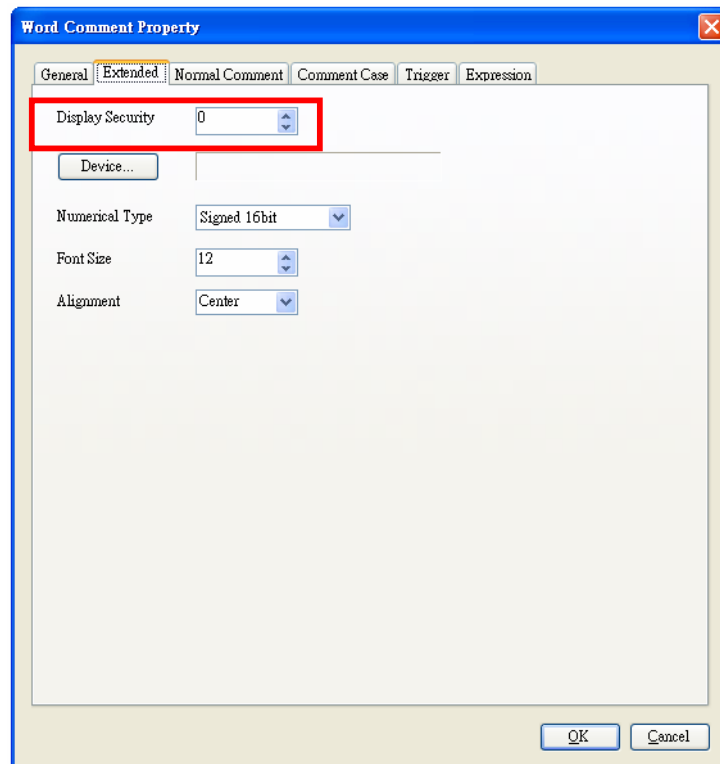 Word Comment Property
General Extended Normal Comment Comment Case Trigger Expression
Display Security 0
Device...
Numerical Type Signed 16bit
Font Size 12
Alignment Center
OK Cancel